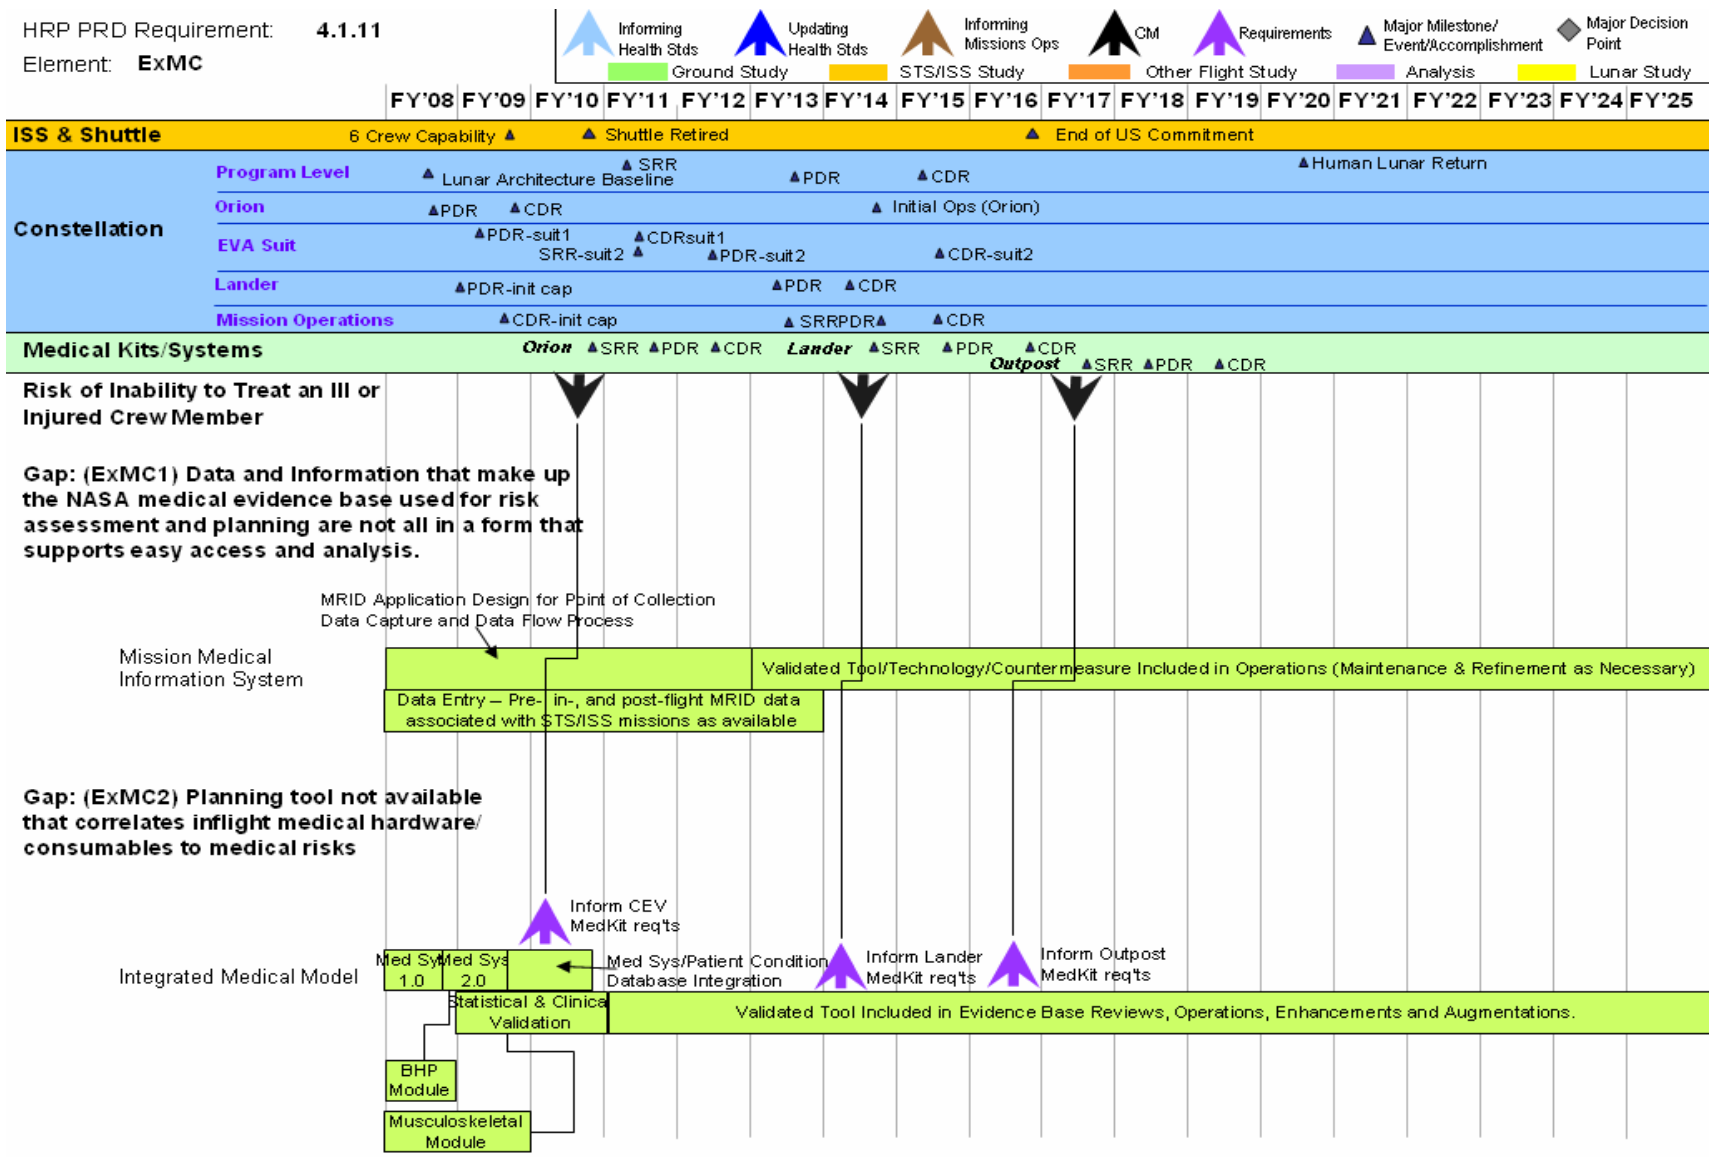 HRP PRD Requirement: 4.1.11
Element: ExMC
Informing Health Stds
Updating Health Stds
Informing Missions Ops
CM
Requirements
Major Milestone/ Event/Accomplishment
Major Decision Point
Ground Study
STS/ISS Study
Other Flight Study
Analysis
Lunar Study
FY'08 FY'09 FY'10 FY'11 FY'12 FY'13 FY'14 FY'15 FY'16 FY'17 FY'18 FY'19 FY'20 FY'21 FY'22 FY'23 FY'24 FY'25
ISS & Shuttle
6 Crew Capability
Shuttle Retired
End of US Commitment
Constellation
Program Level
Lunar Architecture Baseline
SRR
PDR
CDR
Human Lunar Return
Orion
PDR
CDR
Initial Ops (Orion)
EVA Suit
PDR-suit1
CDRsuit1
SRR-suit2
PDR-suit2
CDR-suit2
Lander
PDR-init cap
PDR
CDR
Mission Operations
CDR-init cap
SRR
PDR
CDR
Medical Kits/Systems
Orion SRR PDR CDR
Lander SRR PDR CDR
Outpost SRR PDR CDR
Risk of Inability to Treat an Ill or
Injured Crew Member
Gap: (ExMC1) Data and Information that make up
the NASA medical evidence base used for risk
assessment and planning are not all in a form that
supports easy access and analysis.
MRID Application Design for Point of Collection
Data Capture and Data Flow Process
Mission Medical
Information System
Validated Tool/Technology/Countermeasure Included in Operations (Maintenance & Refinement as Necessary)
Data Entry – Pre- in-, and post-flight MRID data
associated with STS/ISS missions as available
Gap: (ExMC2) Planning tool not available
that correlates inflight medical hardware/
consumables to medical risks
Inform CEV
MedKit req'ts
Integrated Medical Model
Med Sys
1.0
Med Sys
2.0
Med Sys/Patient Condition
Database Integration
Inform Lander
MedKit req'ts
Inform Outpost
MedKit req'ts
Statistical & Clinical
Validation
Validated Tool Included in Evidence Base Reviews, Operations, Enhancements and Augmentations.
BHP
Module
Musculoskeletal
Module